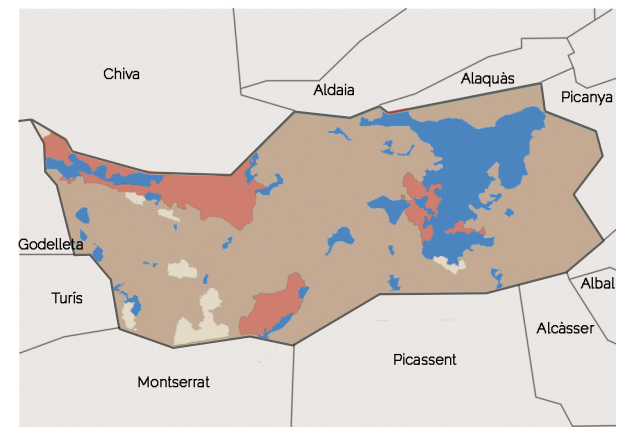 Chiva
Aldaia
Alaquàs
Picanya
Godelleta
Turís
Albal
Alcàsser
Picassent
Montserrat